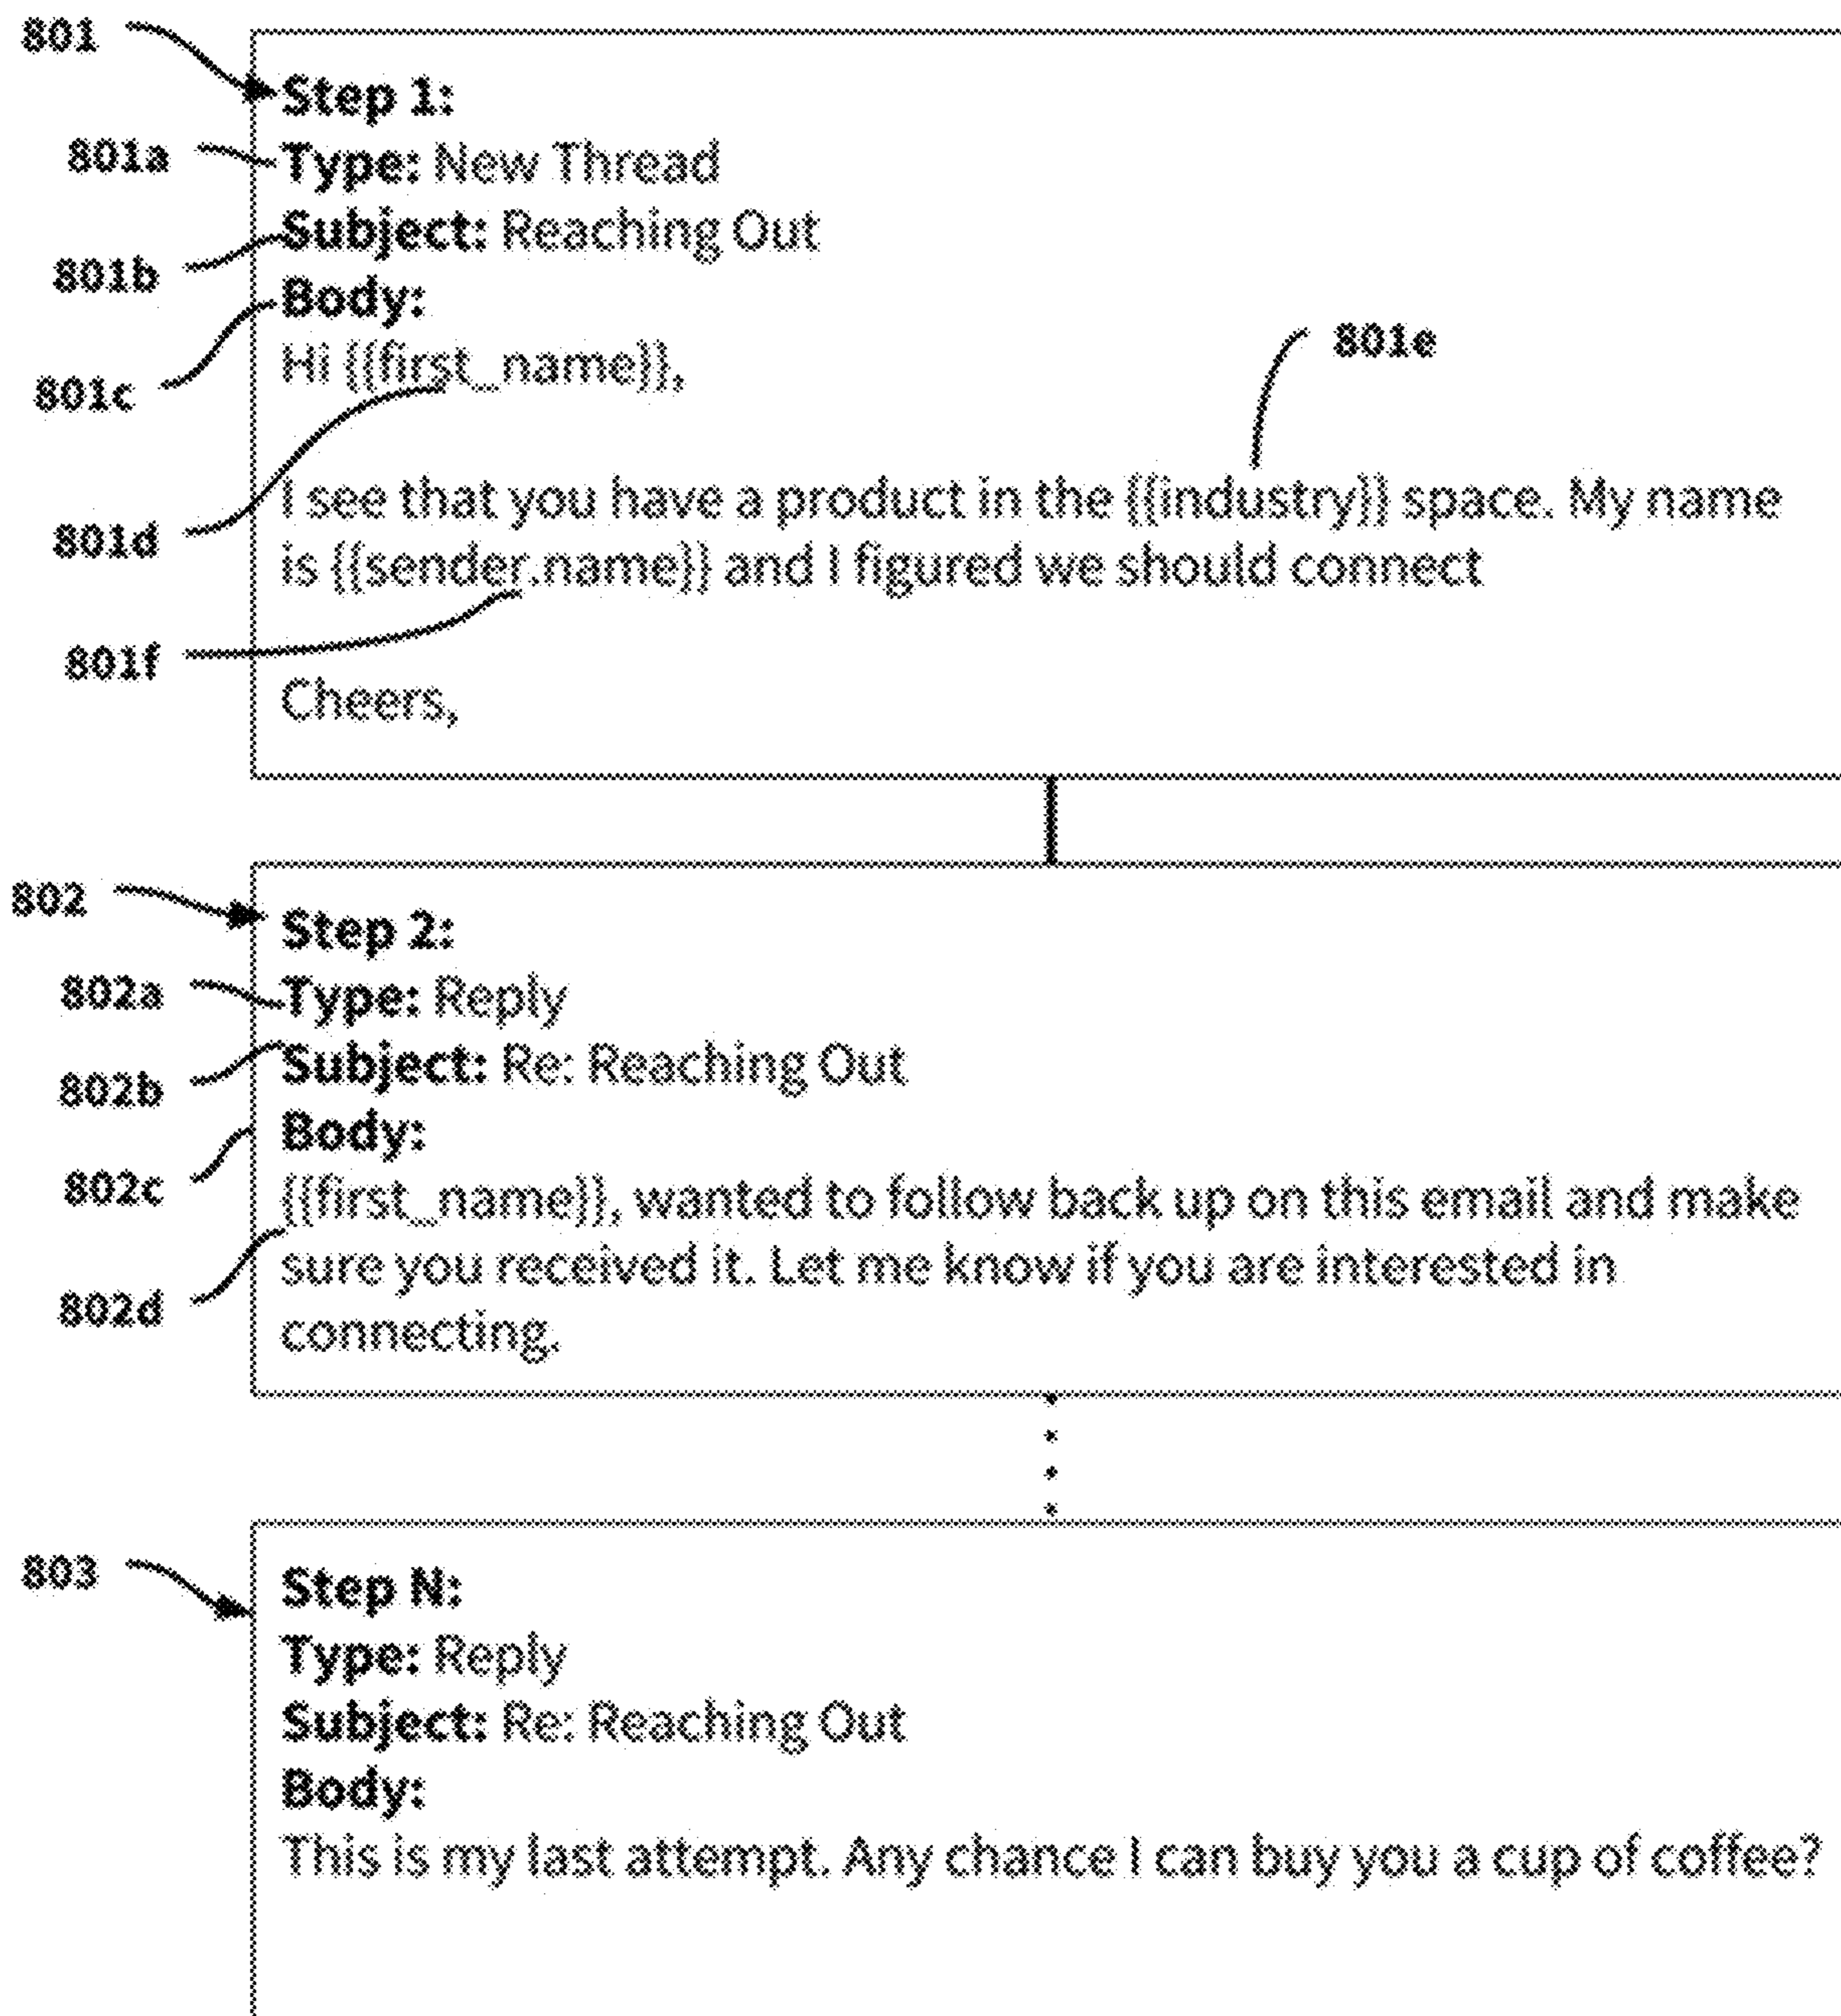 801
Step 1:
801a
Type: New Thread
801b
Subject: Reaching Out
801c
Body:
Hi {{first_name}},
801e
801d
I see that you have a product in the {{industry}} space. My name
is {{sender.name}} and I figured we should connect
801f
Cheers,
802
Step 2:
802a
Type: Reply
802b
Subject: Re: Reaching Out
802c
Body:
{{first_name}}, wanted to follow back up on this email and make
802d
sure you received it. Let me know if you are interested in
connecting.
803
Step N:
Type: Reply
Subject: Re: Reaching Out
Body:
This is my last attempt. Any chance I can buy you a cup of coffee?